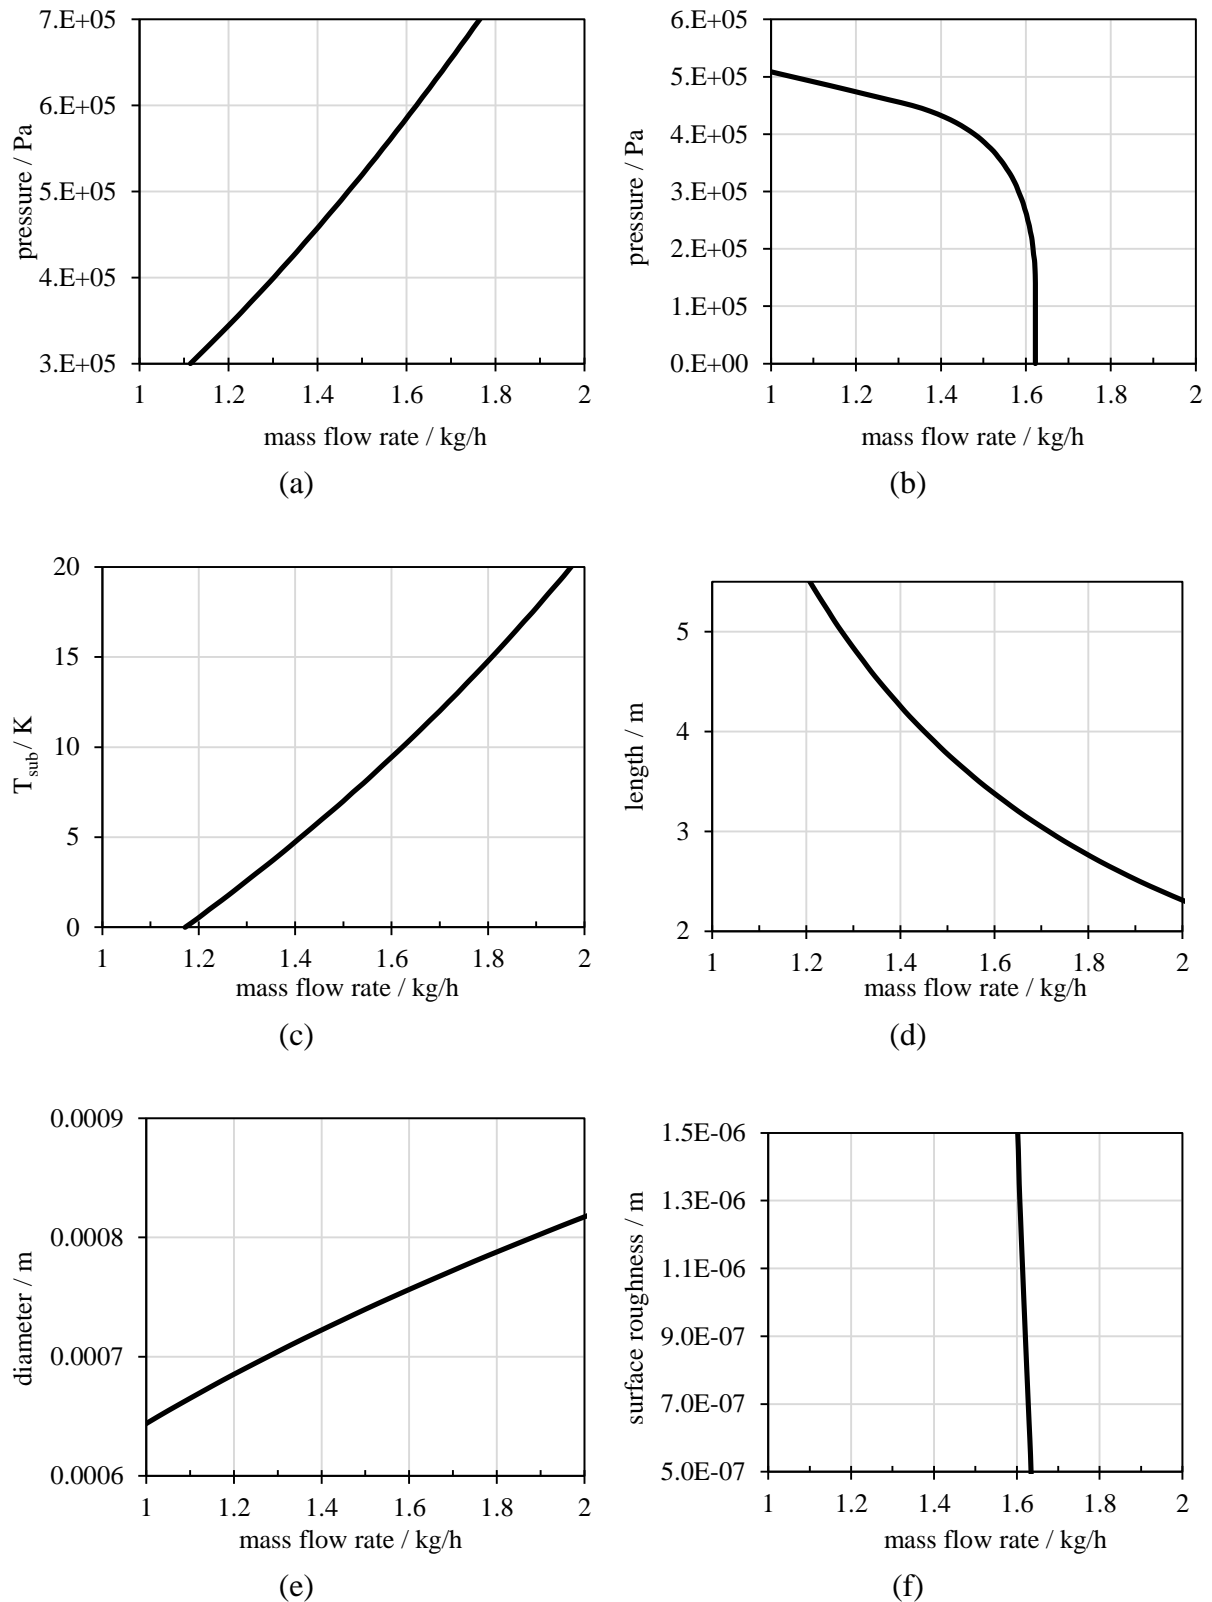 7.E+05
6.E+05
5.E+05
4.E+05
3.E+05
pressure / Pa
1 1.2 1.4 1.6 1.8 2
mass flow rate / kg/h
(a)
6.E+05
5.E+05
4.E+05
3.E+05
2.E+05
1.E+05
0.E+00
pressure / Pa
1 1.2 1.4 1.6 1.8 2
mass flow rate / kg/h
(b)
20
15
10
5
0
T_sub / K
1 1.2 1.4 1.6 1.8 2
mass flow rate / kg/h
(c)
5
4
3
2
length / m
1 1.2 1.4 1.6 1.8 2
mass flow rate / kg/h
(d)
0.0009
0.0008
0.0007
0.0006
diameter / m
1 1.2 1.4 1.6 1.8 2
mass flow rate / kg/h
(e)
1.5E-06
1.3E-06
1.1E-06
9.0E-07
7.0E-07
5.0E-07
surface roughness / m
1 1.2 1.4 1.6 1.8 2
mass flow rate / kg/h
(f)